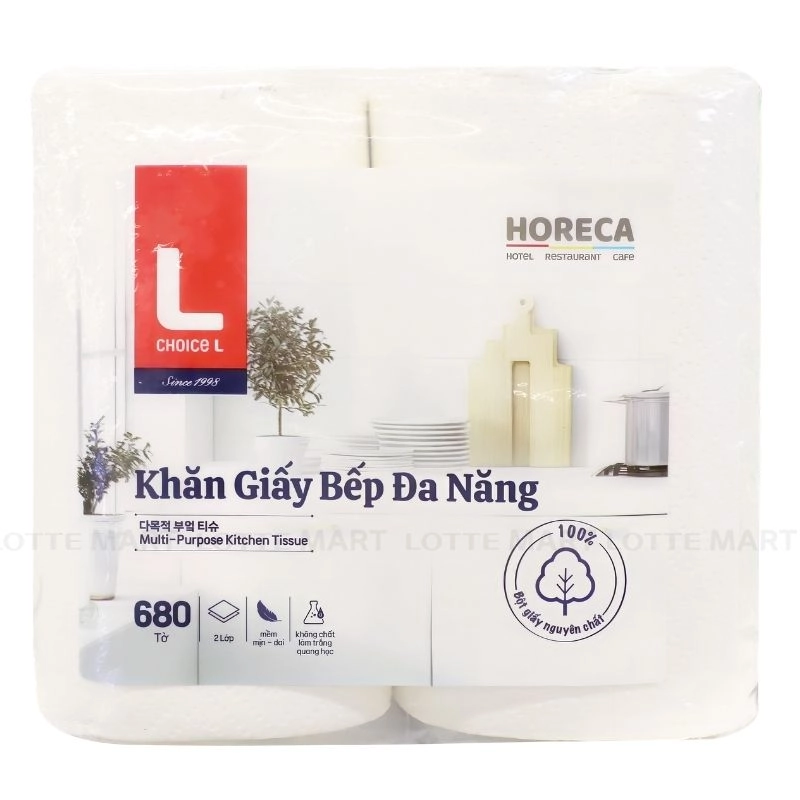 L
CHOICE L
Since 1998
HORECA
HOTEL RESTAURANT CAFE
Khăn Giấy Bếp Đa Năng
다목적 부엌 티슈
Multi-Purpose Kitchen Tissue
LOTTE MART LOTTE MART LOTTE MART
680
Tờ
2 Lớp
mềm
mịn - dai
không chất
làm trắng
quang học
100%
Bột giấy nguyên chất